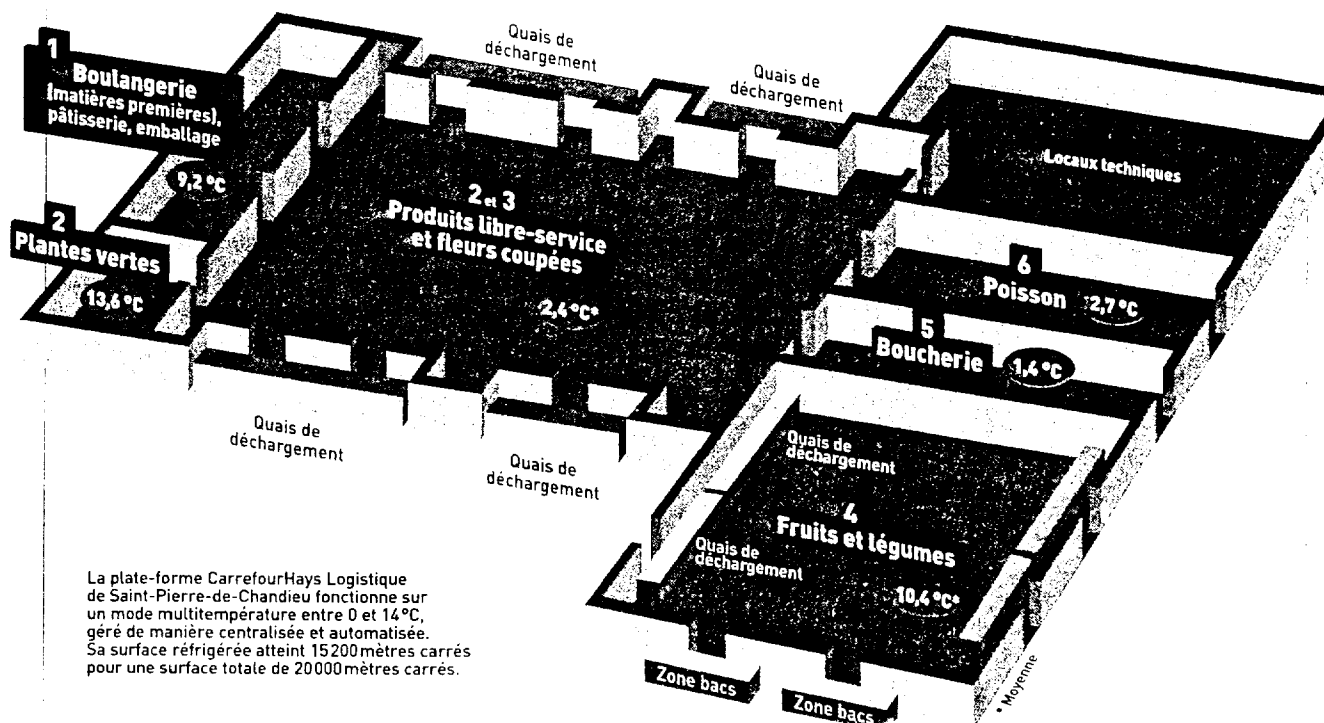 1
Boulangerie
(matières premières),
pâtisserie, emballage
9,2 °C
2
Plantes vertes
13,6 °C
Quais de
déchargement
Quais de
déchargement
2 et 3
Produits libre-service
et fleurs coupées
2,4 °C*
Locaux techniques
6
Poisson
2,7 °C
5
Boucherie
1,4 °C
Quais de
déchargement
Quais de
déchargement
Quais de
déchargement
4
Fruits et légumes
Quais de
déchargement
10,4 °C*
Zone bacs
Zone bacs
* Moyenne
La plate-forme CarrefourHays Logistique
de Saint-Pierre-de-Chandieu fonctionne sur
un mode multitempérature entre 0 et 14 °C,
géré de manière centralisée et automatisée.
Sa surface réfrigérée atteint 15 200 mètres carrés
pour une surface totale de 20 000 mètres carrés.